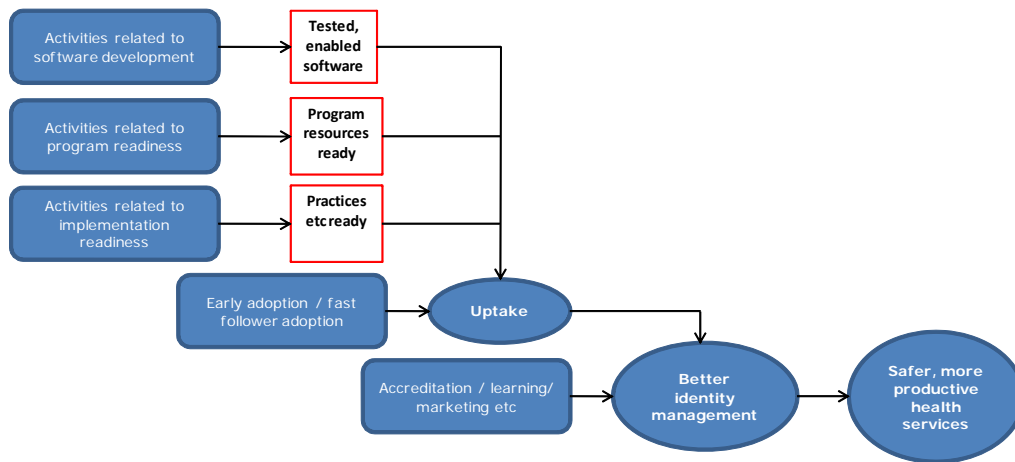 Activities related to
software development
Tested,
enabled
software
Activities related to
program readiness
Program
resources
ready
Activities related to
implementation
readiness
Practices
etc ready
Early adoption / fast
follower adoption
Uptake
Accreditation / learning/
marketing etc
Better
identity
management
Safer, more
productive
health
services